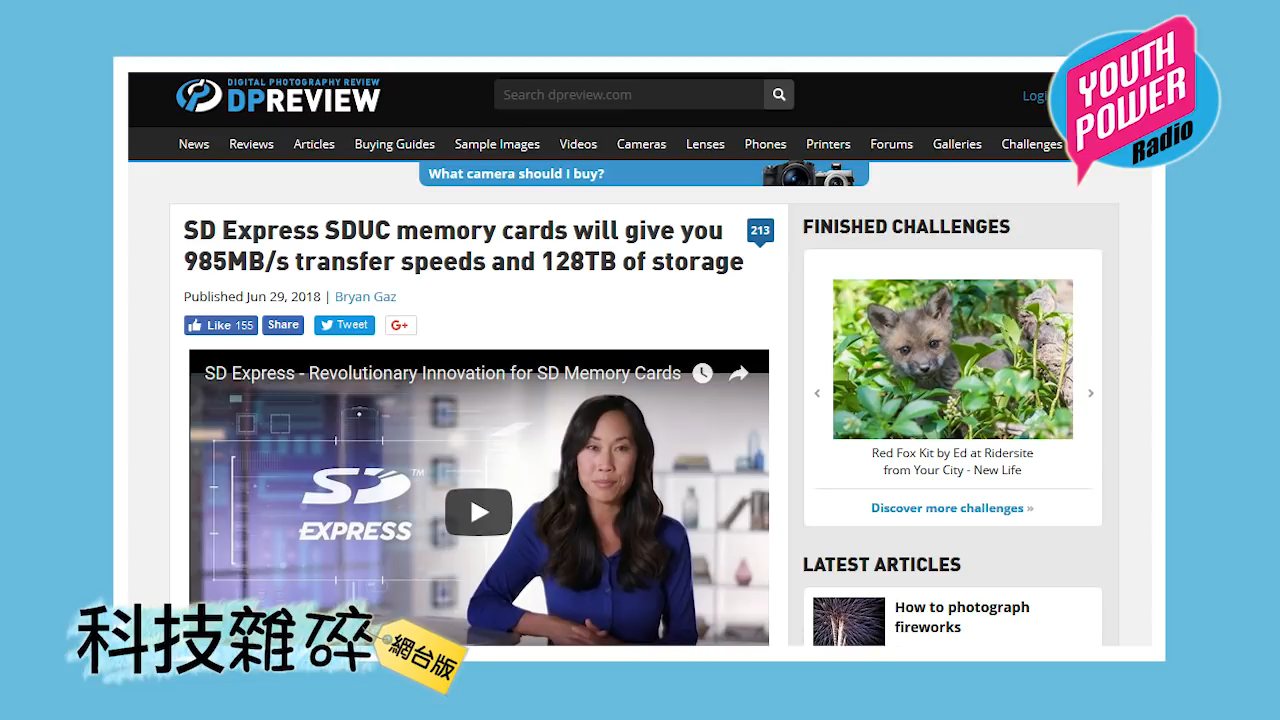 DIGITAL PHOTOGRAPHY REVIEW
DPREVIEW
Search dpreview.com
Logi
YOUTH
POWER
Radio
News Reviews Articles Buying Guides Sample Images Videos Cameras Lenses Phones Printers Forums Galleries Challenges
What camera should I buy?
SD Express SDUC memory cards will give you
985MB/s transfer speeds and 128TB of storage
213
Published Jun 29, 2018 | Bryan Gaz
Like 155 Share Tweet G+
SD Express - Revolutionary Innovation for SD Memory Cards
SD™
EXPRESS
FINISHED CHALLENGES
Red Fox Kit by Ed at Ridersite
from Your City - New Life
Discover more challenges »
LATEST ARTICLES
How to photograph
fireworks
科技雜碎
網台版